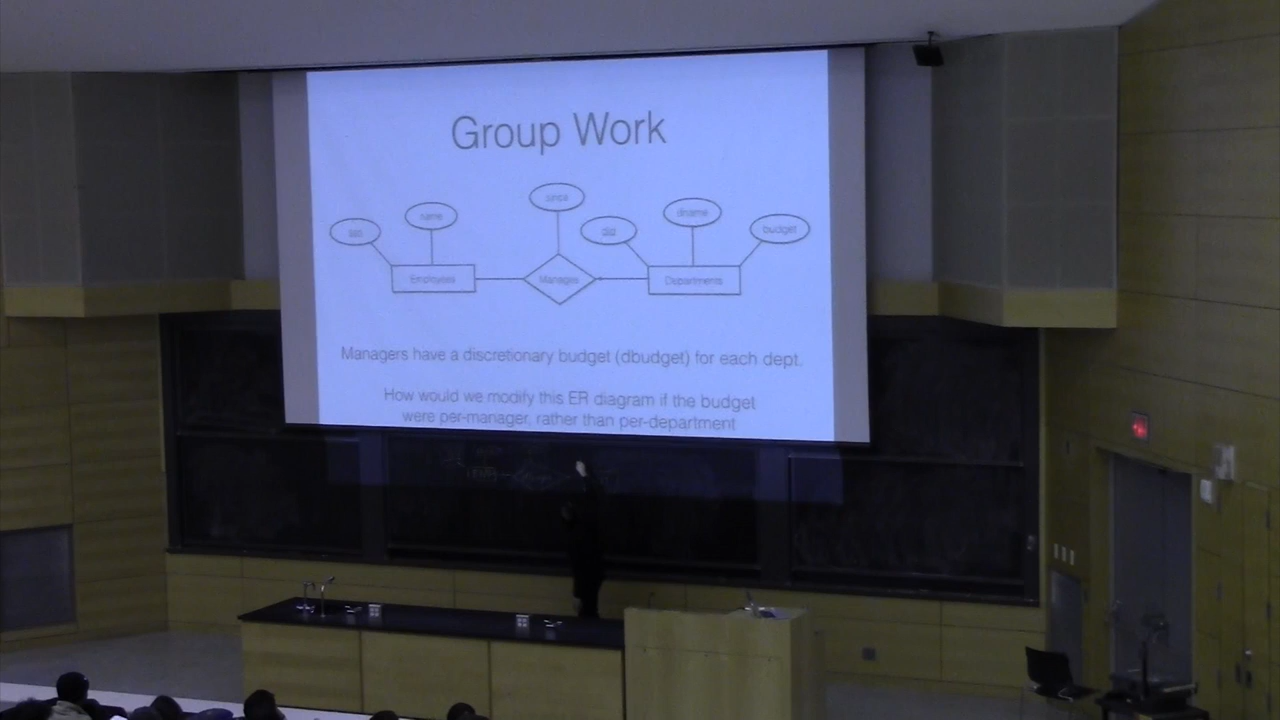 Group Work
since
name
dname
ssn
did
budget
Employees
Manages
Departments
Managers have a discretionary budget (dbudget) for each dept.
How would we modify this ER diagram if the budget
were per-manager, rather than per-department